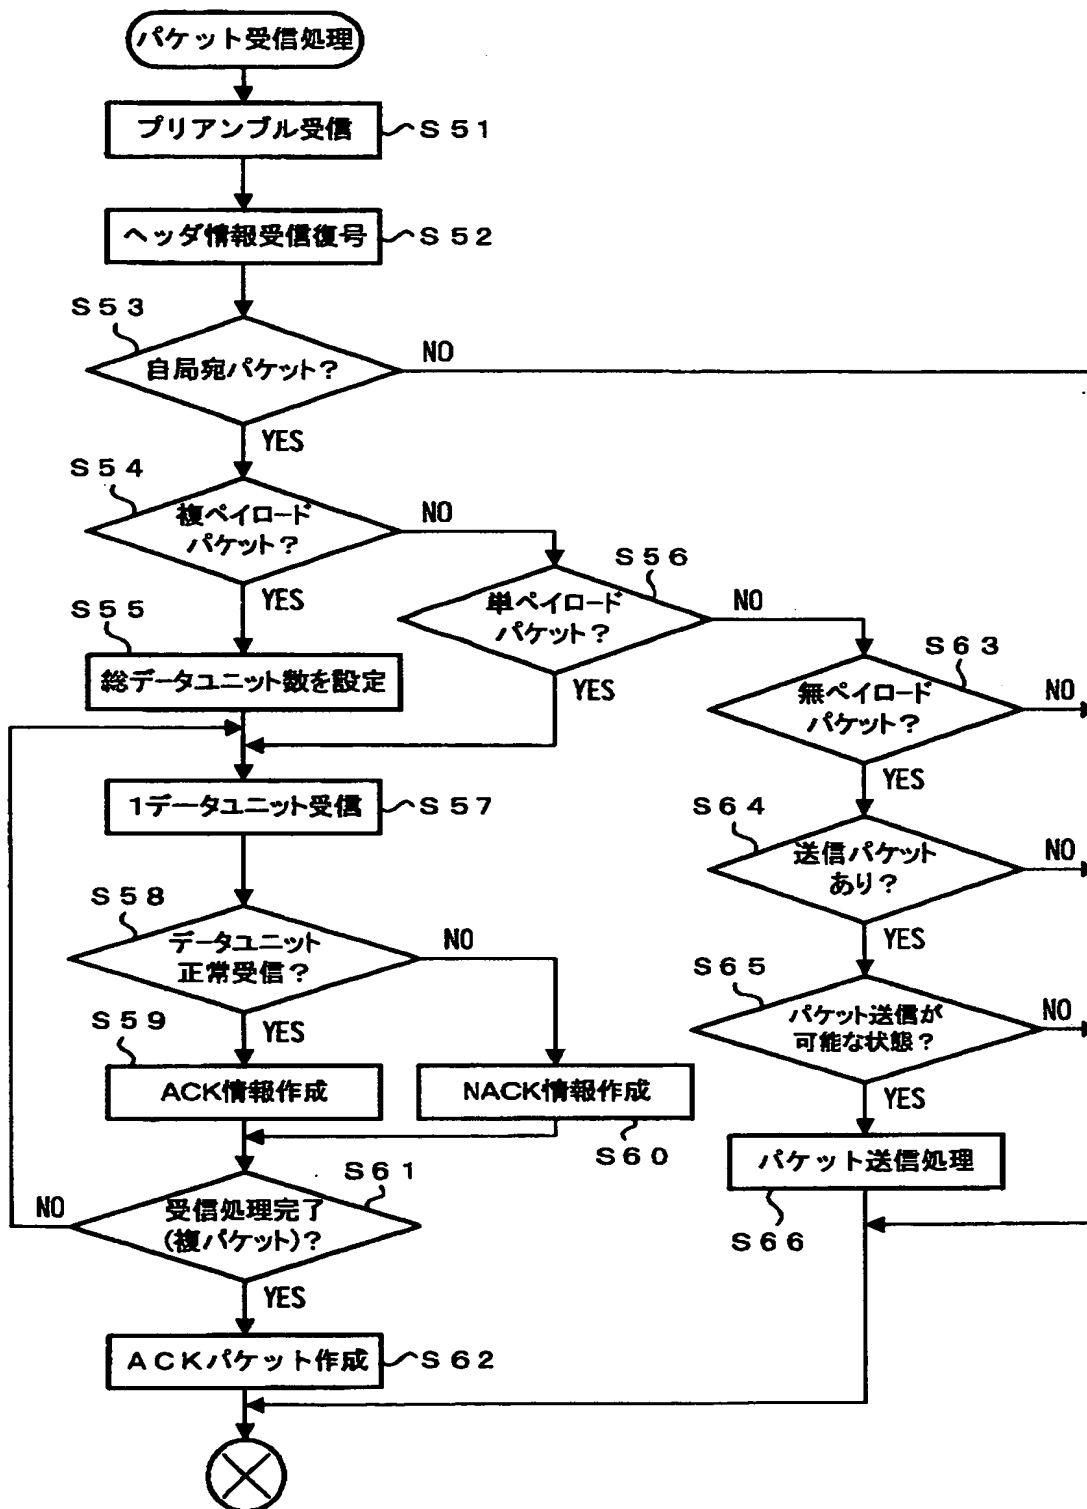 パケット受信処理
プリアンブル受信
S51
ヘッダ情報受信復号
S52
S53
自局宛パケット?
NO
YES
S54
複ペイロード
パケット?
NO
YES
S56
単ペイロード
パケット?
NO
YES
S55
総データユニット数を設定
S63
無ペイロード
パケット?
NO
YES
1データユニット受信
S57
S64
送信パケット
あり?
NO
YES
S58
データユニット
正常受信?
NO
YES
S65
パケット送信が
可能な状態?
NO
YES
S59
ACK情報作成
NACK情報作成
S60
パケット送信処理
S66
S61
受信処理完了
(複パケット)?
NO
YES
ACKパケット作成
S62